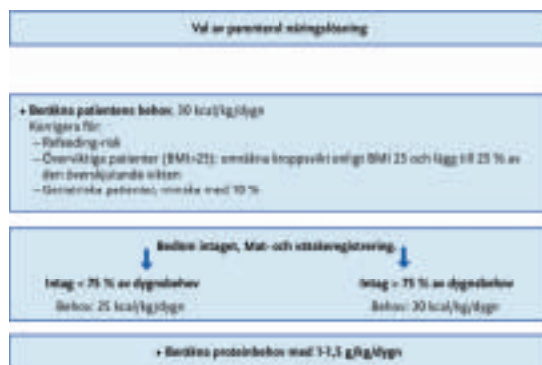 Val av parenteral näringslösning
• Beräkna patientens behov, 30 kcal/kg/dygn
Korrigera för:
– Refeeding-risk
– Överviktiga patienter (BMI>25): omräkna kroppsvikt enligt BMI 25 och lägg till 25 % av
den överskjutande vikten
– Geriatriska patienter, minska med 10 %
Bedöm intaget, Mat- och vätskeregistrering.
Intag < 75 % av dygnsbehov
Behov: 25 kcal/kg/dygn
Intag > 75 % av dygnsbehov
Behov: 30 kcal/kg/dygn
• Beräkna proteinbehov med 1-1,5 g/kg/dygn